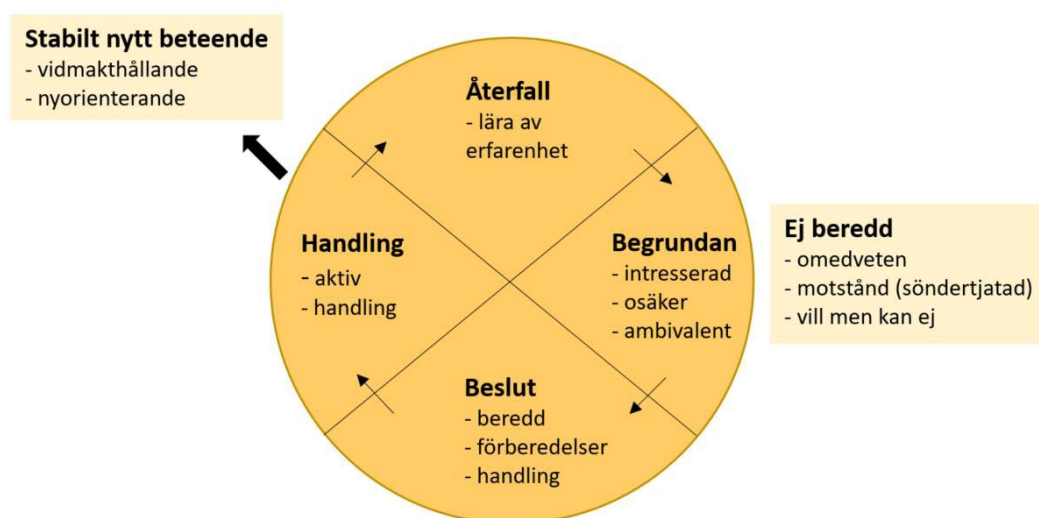 Stabilt nytt beteende
- vidmakthållande
- nyorienterande
Återfall
- lära av
erfarenhet
Handling
- aktiv
- handling
Begrundan
- intresserad
- osäker
- ambivalent
Ej beredd
- omedveten
- motstånd (söndertjatad)
- vill men kan ej
Beslut
- beredd
- förberedelser
- handling